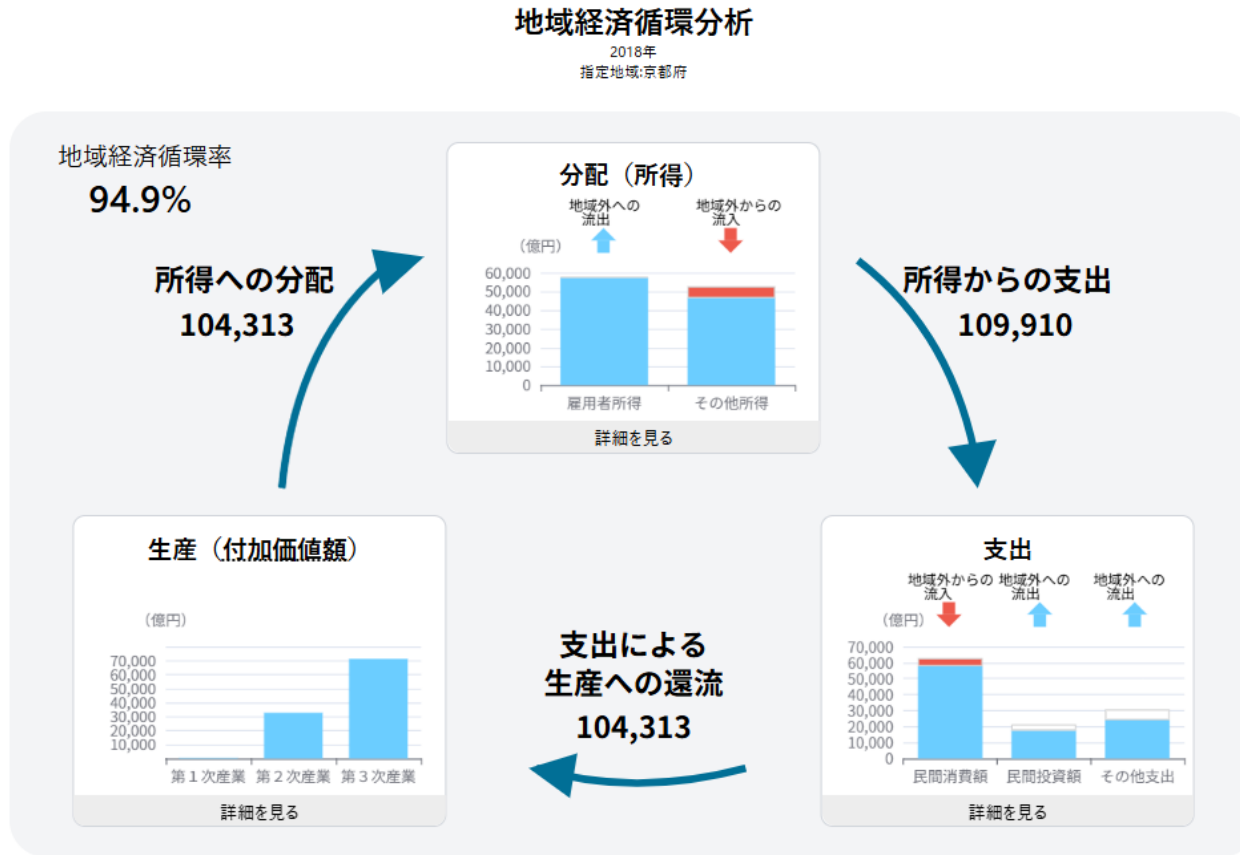 地域経済循環分析
2018年
指定地域:京都府
地域経済循環率
94.9%
所得への分配
104,313
分配（所得）
地域外への
流出
地域外からの
流入
（億円）
60,000
50,000
40,000
30,000
20,000
10,000
0
雇用者所得
その他所得
詳細を見る
所得からの支出
109,910
生産（付加価値額）
（億円）
70,000
60,000
50,000
40,000
30,000
20,000
10,000
第１次産業
第２次産業
第３次産業
詳細を見る
支出による
生産への還流
104,313
支出
地域外からの
流入
地域外への
流出
地域外への
流出
（億円）
70,000
60,000
50,000
40,000
30,000
20,000
10,000
0
民間消費額
民間投資額
その他支出
詳細を見る